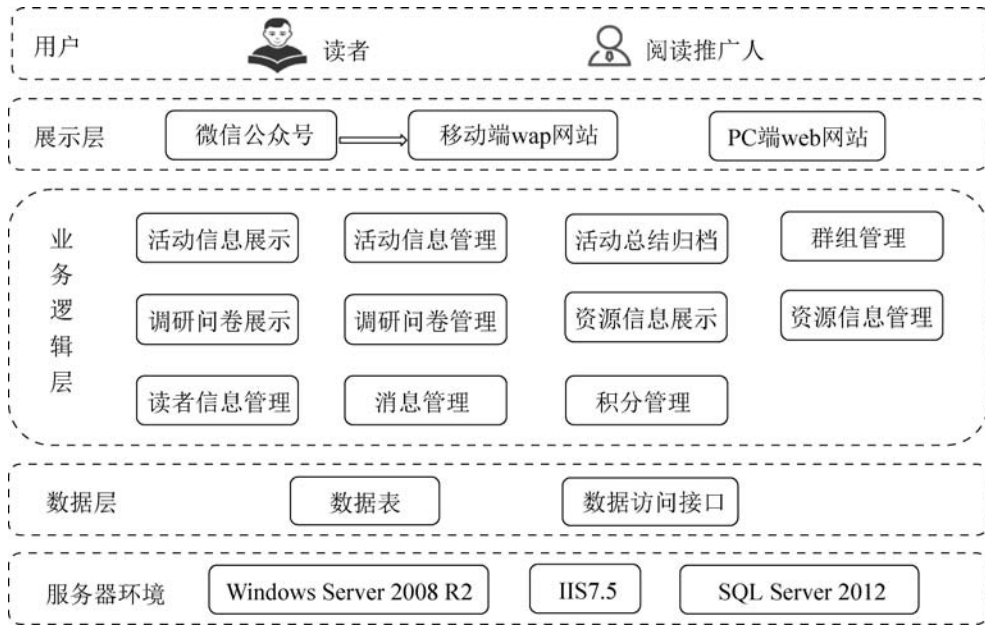 用户 读者 阅读推广人
展示层 微信公众号 移动端wap网站 PC端web网站
业务逻辑层
活动信息展示 活动信息管理 活动总结归档 群组管理
调研问卷展示 调研问卷管理 资源信息展示 资源信息管理
读者信息管理 消息管理 积分管理
数据层 数据表 数据访问接口
服务器环境 Windows Server 2008 R2 IIS7.5 SQL Server 2012